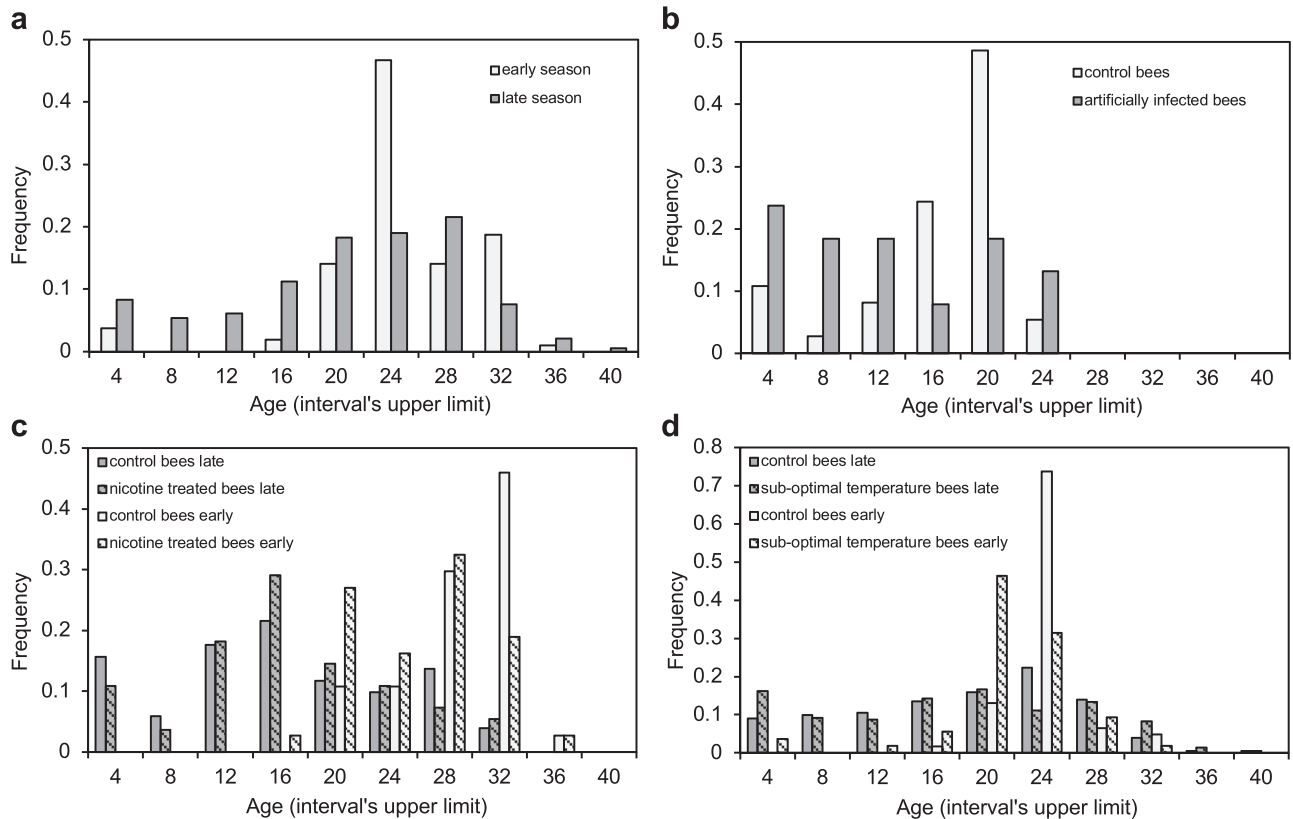 a
0.5
0.4
0.3
0.2
0.1
0
Frequency
early season
late season
4 8 12 16 20 24 28 32 36 40
Age (interval's upper limit)
b
0.5
0.4
0.3
0.2
0.1
0
Frequency
control bees
artificially infected bees
4 8 12 16 20 24 28 32 36 40
Age (interval's upper limit)
c
0.5
0.4
0.3
0.2
0.1
0
Frequency
control bees late
nicotine treated bees late
control bees early
nicotine treated bees early
4 8 12 16 20 24 28 32 36 40
Age (interval's upper limit)
d
0.8
0.7
0.6
0.5
0.4
0.3
0.2
0.1
0
Frequency
control bees late
sub-optimal temperature bees late
control bees early
sub-optimal temperature bees early
4 8 12 16 20 24 28 32 36 40
Age (interval's upper limit)